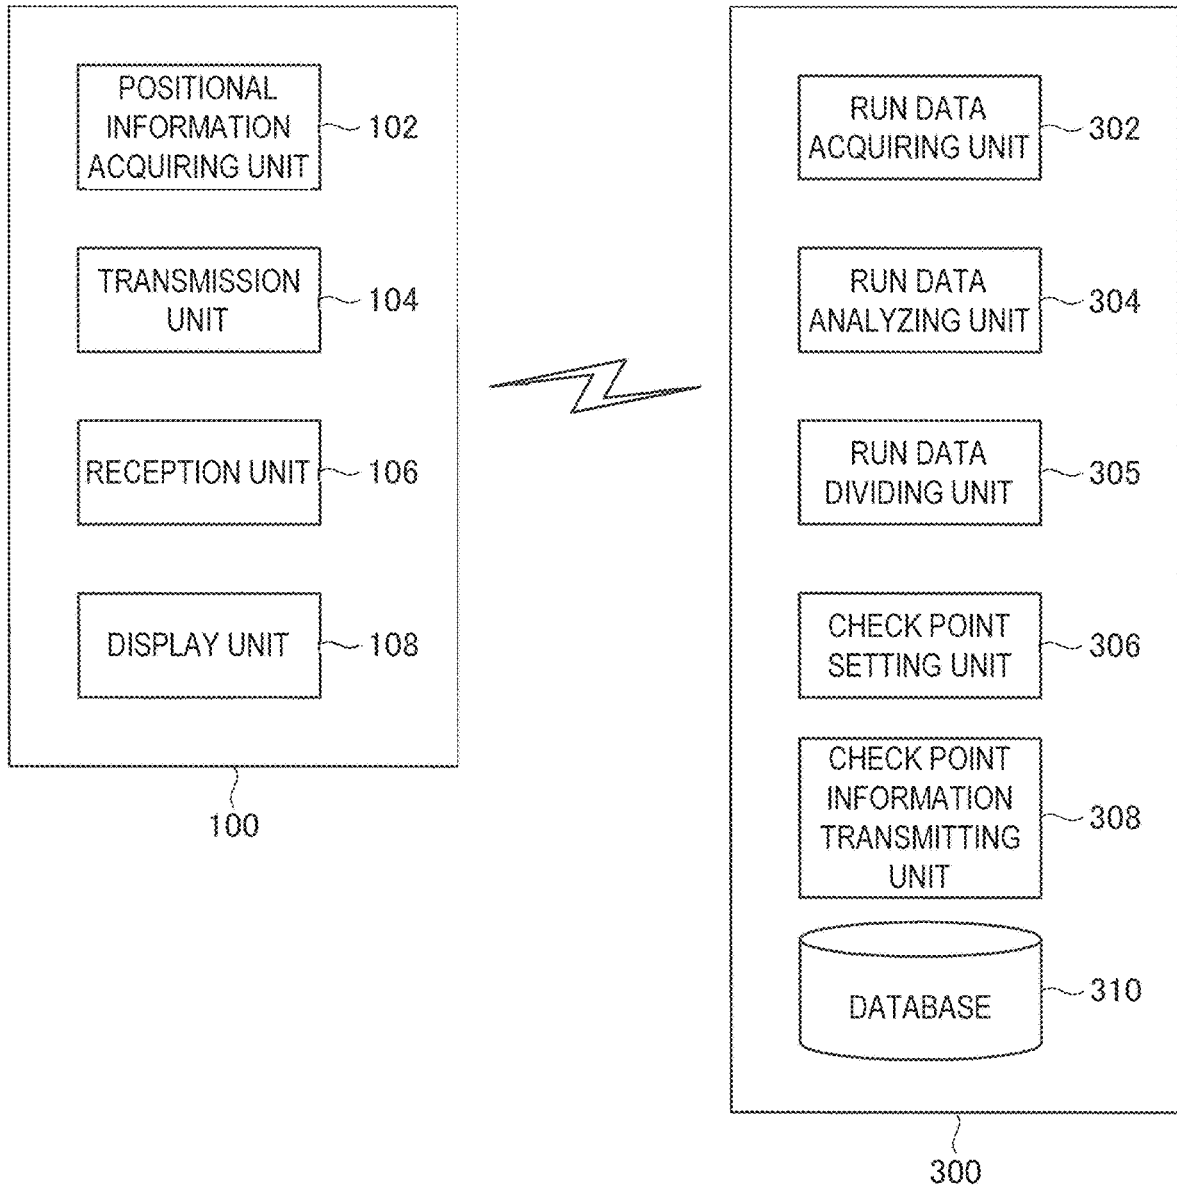 POSITIONAL
INFORMATION
ACQUIRING UNIT
102
TRANSMISSION
UNIT
104
RECEPTION UNIT
106
DISPLAY UNIT
108
100
RUN DATA
ACQUIRING UNIT
302
RUN DATA
ANALYZING UNIT
304
RUN DATA
DIVIDING UNIT
305
CHECK POINT
SETTING UNIT
306
CHECK POINT
INFORMATION
TRANSMITTING
UNIT
308
DATABASE
310
300